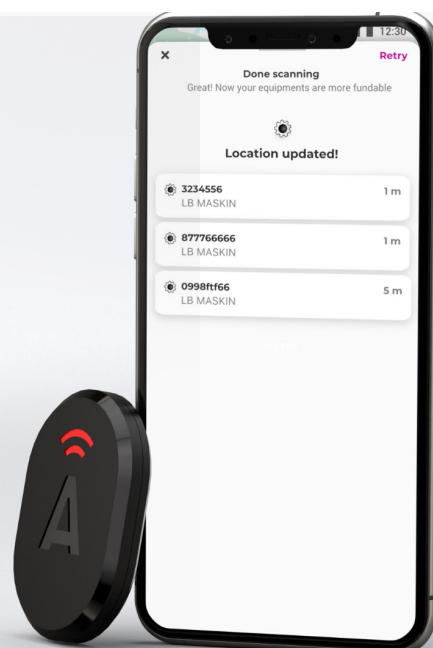 12:30
×
Retry
Done scanning
Great! Now your equipments are more fundable
Location updated!
3234556
1 m
LB MASKIN
877766666
1 m
LB MASKIN
0998ftf66
5 m
LB MASKIN
A